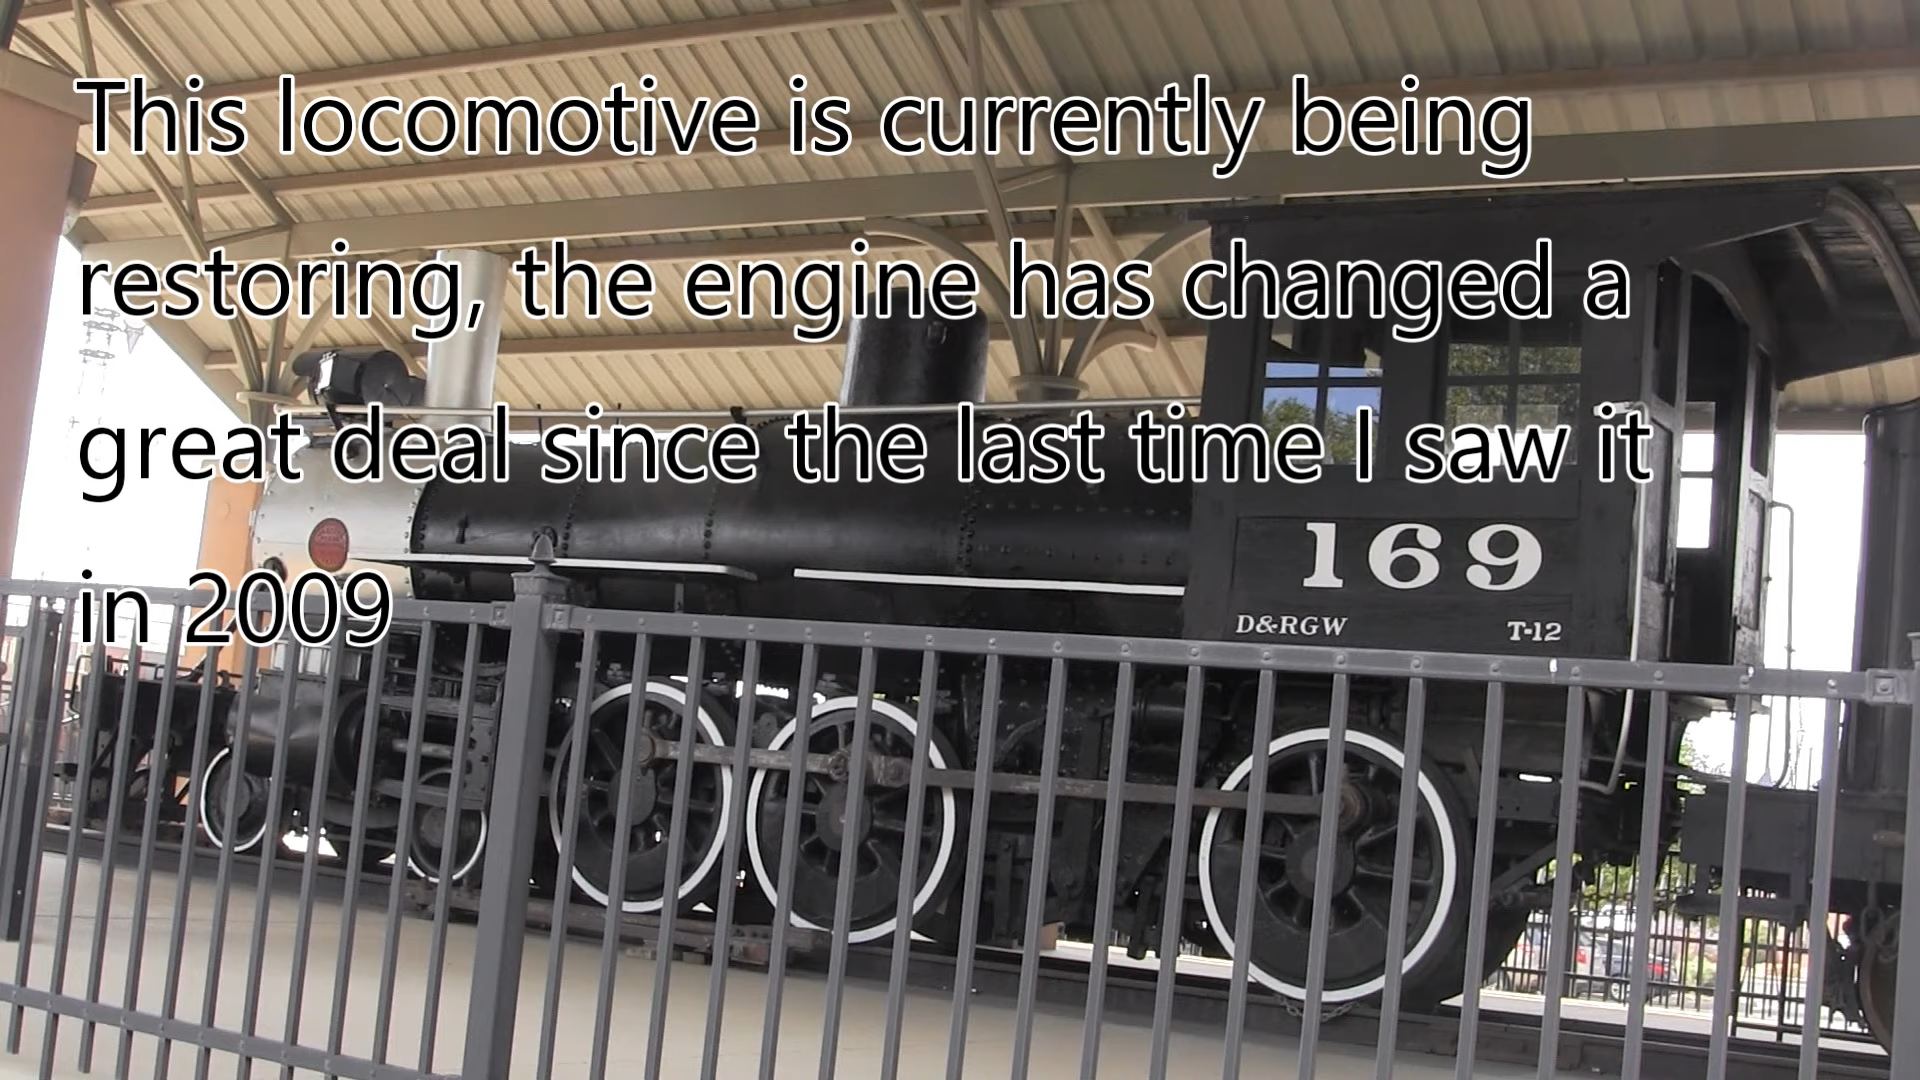 This locomotive is currently being
restoring, the engine has changed a
great deal since the last time I saw it
in 2009
169
D&RGW T-12